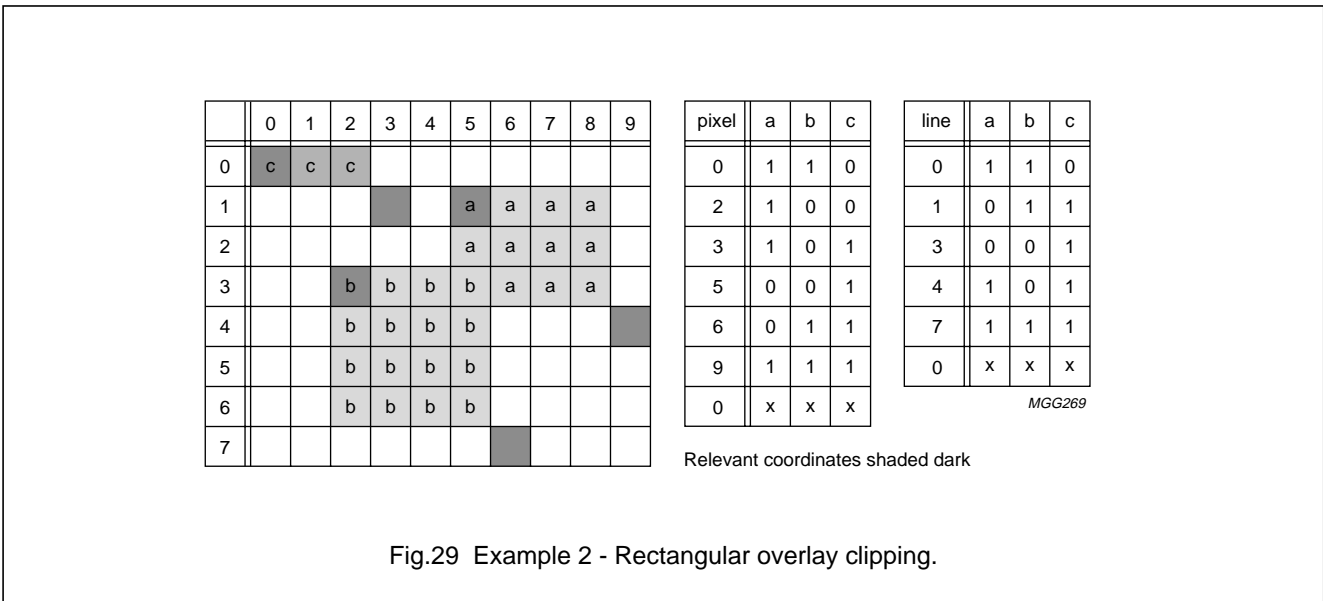 0 1 2 3 4 5 6 7 8 9
0 c c c
1 a a a a
2 a a a a
3 b b b b a a a
4 b b b b
5 b b b b
6 b b b b
7
pixel a b c
0 1 1 0
2 1 0 0
3 1 0 1
5 0 0 1
6 0 1 1
9 1 1 1
0 x x x
line a b c
0 1 1 0
1 0 1 1
3 0 0 1
4 1 0 1
7 1 1 1
0 x x x
MGG269
Relevant coordinates shaded dark
Fig.29 Example 2 - Rectangular overlay clipping.